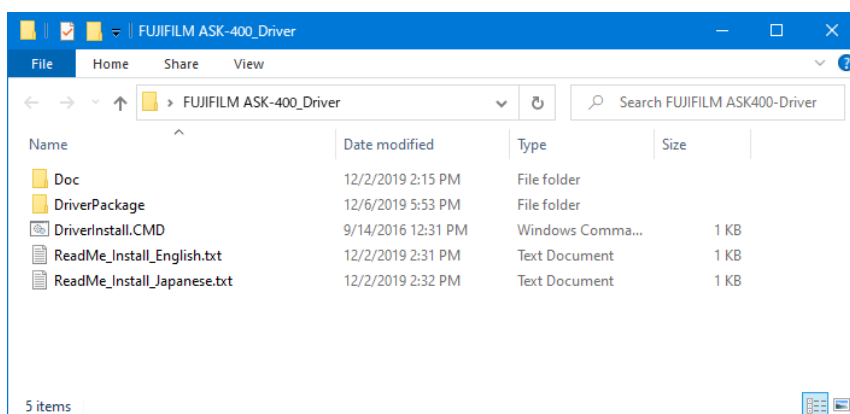 FUJIFILM ASK-400_Driver
File Home Share View
FUJIFILM ASK-400_Driver Search FUJIFILM ASK400-Driver
Name Date modified Type Size
Doc 12/2/2019 2:15 PM File folder
DriverPackage 12/6/2019 5:53 PM File folder
DriverInstall.CMD 9/14/2016 12:31 PM Windows Comma... 1 KB
ReadMe_Install_English.txt 12/2/2019 2:31 PM Text Document 1 KB
ReadMe_Install_Japanese.txt 12/2/2019 2:32 PM Text Document 1 KB
5 items